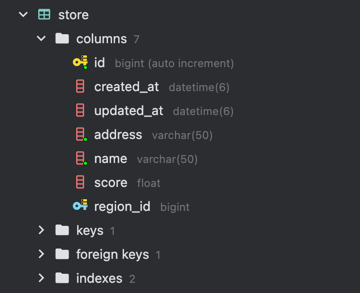 store
columns 7
id bigint (auto increment)
created_at datetime(6)
updated_at datetime(6)
address varchar(50)
name varchar(50)
score float
region_id bigint
keys 1
foreign keys 1
indexes 2